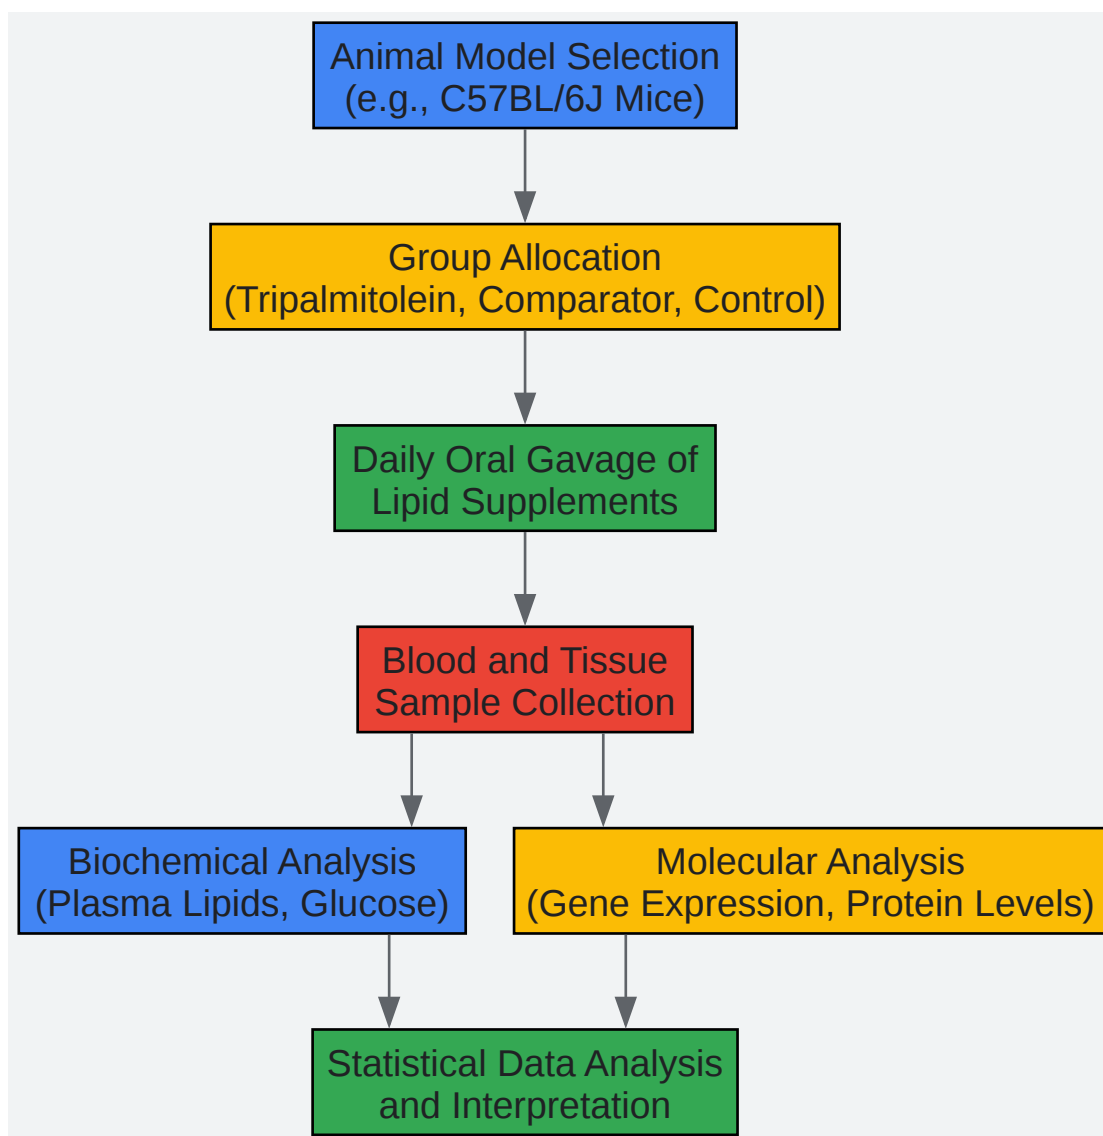 Animal Model Selection
(e.g., C57BL/6J Mice)
Group Allocation
(Tripalmitolein, Comparator, Control)
Daily Oral Gavage of
Lipid Supplements
Blood and Tissue
Sample Collection
Biochemical Analysis
(Plasma Lipids, Glucose)
Molecular Analysis
(Gene Expression, Protein Levels)
Statistical Data Analysis
and Interpretation